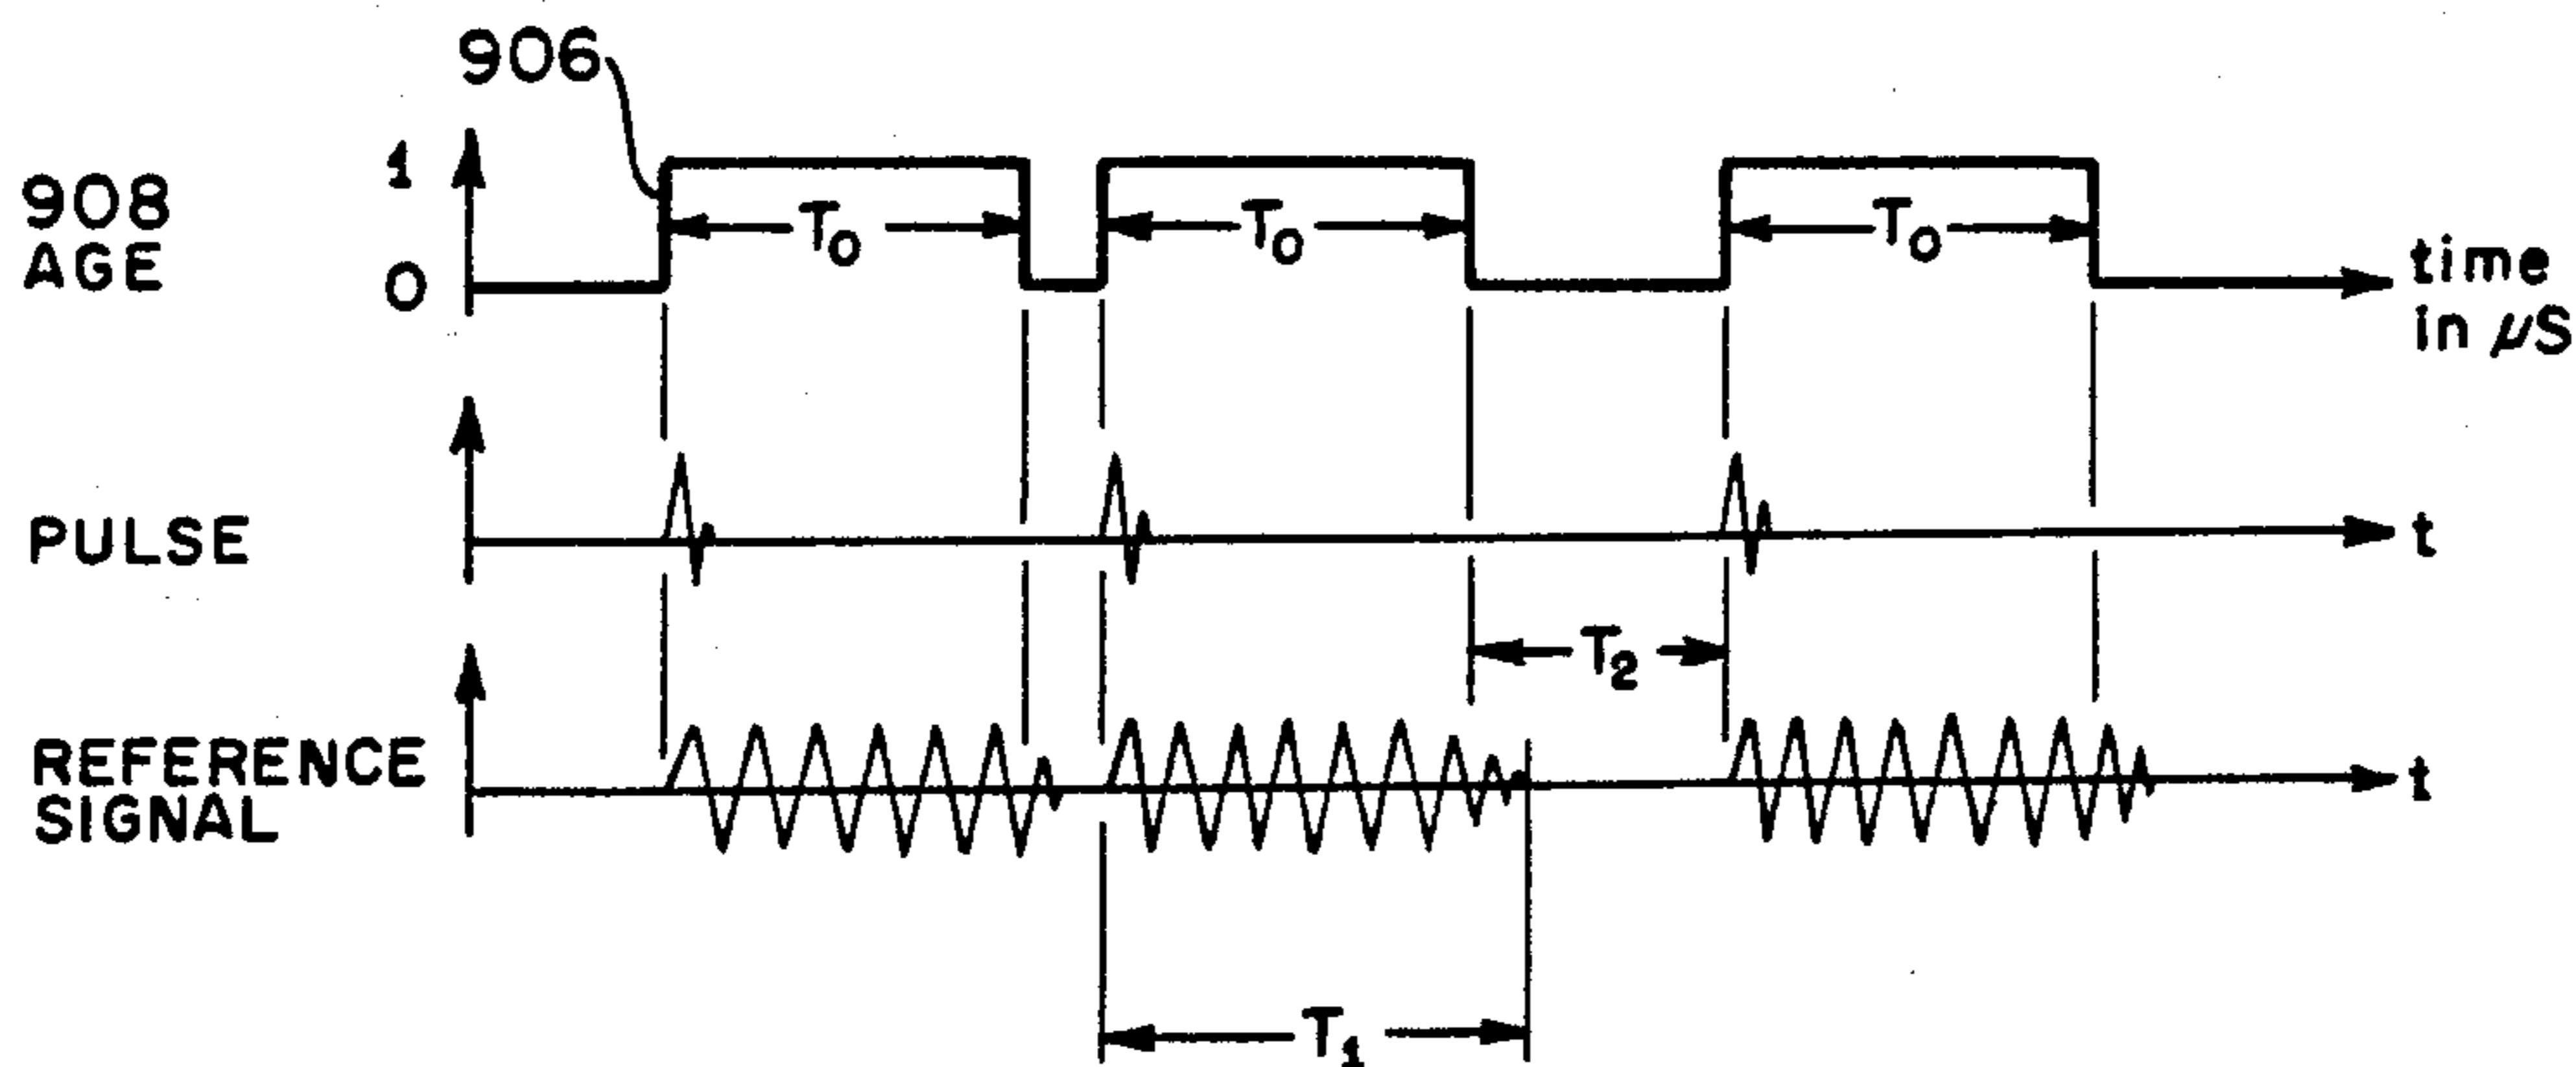 906
908
AGE
1
0
T₀
T₀
T₀
time
in μS
PULSE
t
T₂
REFERENCE
SIGNAL
t
T₁